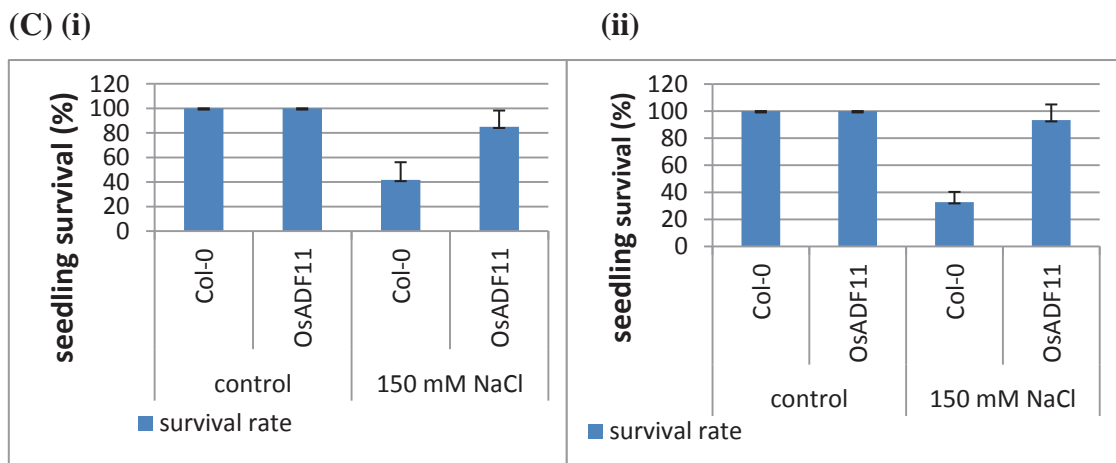 (C) (i)
seedling survival (%)
120
100
80
60
40
20
0
Col-0
OsADF11
Col-0
OsADF11
control
150 mM NaCl
survival rate
(ii)
seedling survival (%)
120
100
80
60
40
20
0
Col-0
OsADF11
Col-0
OsADF11
control
150 mM NaCl
survival rate